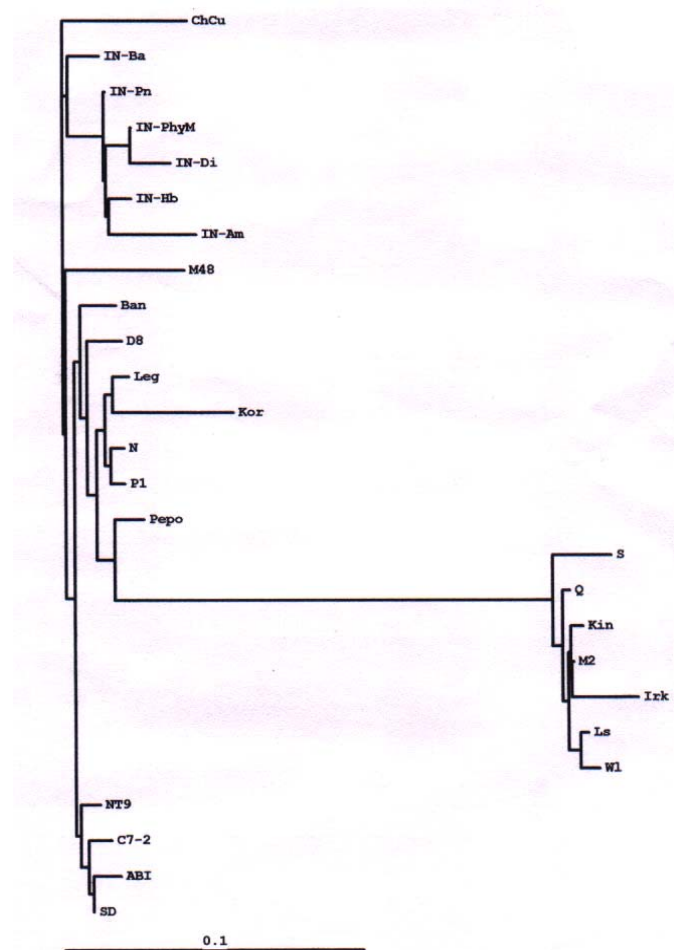 ChCu
IN-Ba
IN-Pn
IN-PhyM
IN-Di
IN-Hb
IN-Am
M48
Ban
D8
Leg
Kor
N
P1
Pepo
S
Q
Kin
M2
Irk
Ls
Wl
NT9
C7-2
ABI
SD
0.1